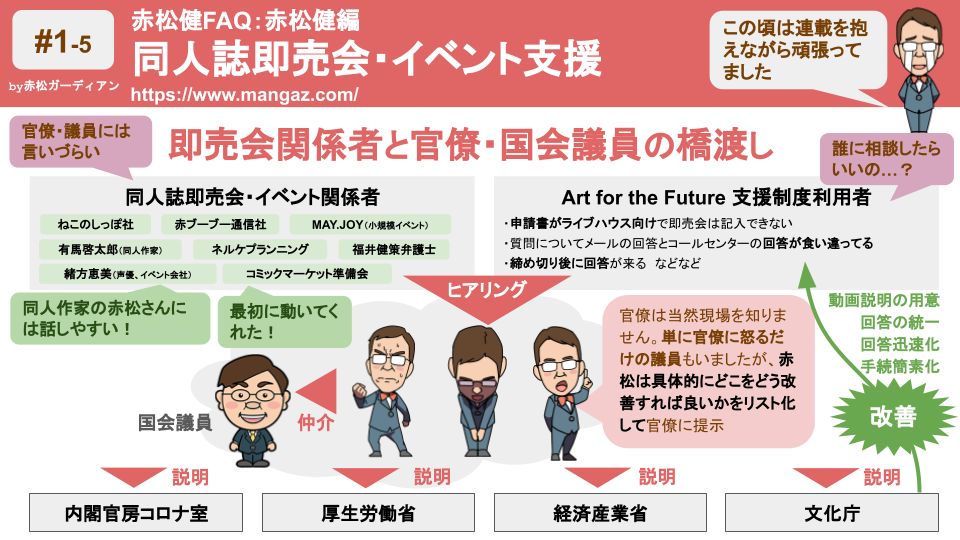 #1-5
by赤松ガーディアン
赤松健FAQ：赤松健編
同人誌即売会・イベント支援
https://www.mangaz.com/
この頃は連載を抱
えながら頑張って
ました
官僚・議員には
言いづらい
即売会関係者と官僚・国会議員の橋渡し
誰に相談したら
いいの…？
同人誌即売会・イベント関係者
ねこのしっぽ社
赤ブーブー通信社
MAY.JOY（小規模イベント）
有馬啓太郎（同人作家）
ネルケプランニング
福井健策弁護士
緒方恵美（声優、イベント会社）
コミックマーケット準備会
Art for the Future 支援制度利用者
・申請書がライブハウス向けで即売会は記入できない
・質問についてメールの回答とコールセンターの回答が食い違ってる
・締め切り後に回答が来る などなど
ヒアリング
同人作家の赤松さんに
は話しやすい！
最初に動いてく
れた！
官僚は当然現場を知りま
せん。単に官僚に怒るだ
けの議員もいましたが、赤
松は具体的にどこをどう改
善すれば良いかをリスト化
して官僚に提示
動画説明の用意
回答の統一
回答迅速化
手続簡素化
改善
国会議員
仲介
説明
説明
説明
説明
内閣官房コロナ室
厚生労働省
経済産業省
文化庁